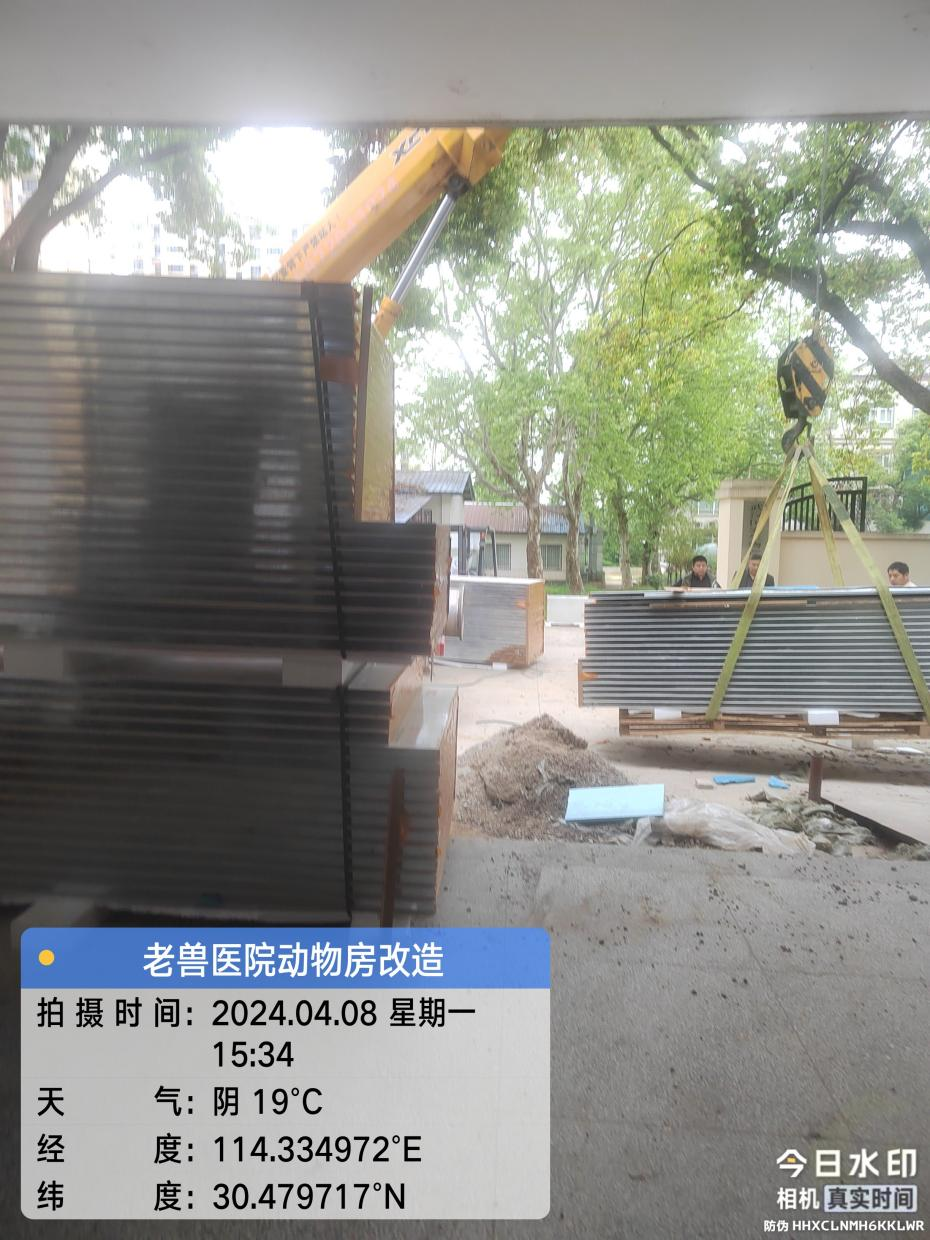 老兽医院动物房改造
拍摄时间：2024.04.08 星期一
15:34
天气：阴 19°C
经度：114.334972°E
纬度：30.479717°N
今日水印
相机 真实时间
防伪 HHXCLNMH6KKLWR